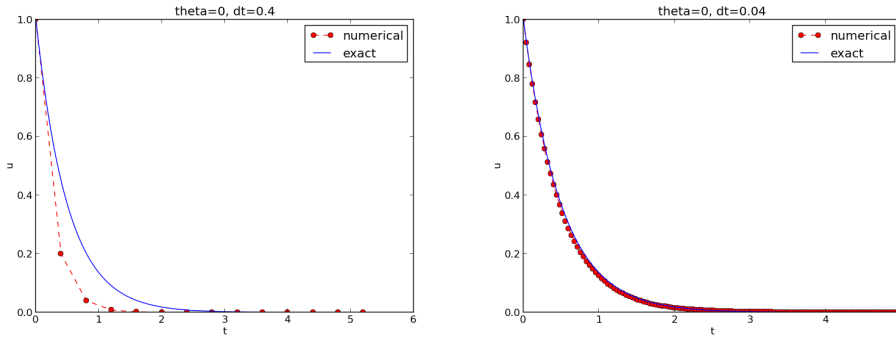 theta=0, dt=0.4
numerical
exact
1.0
0.8
0.6
0.4
0.2
0.0
u
0 1 2 3 4 5 6
t
theta=0, dt=0.04
numerical
exact
1.0
0.8
0.6
0.4
0.2
0.0
u
0 1 2 3 4
t